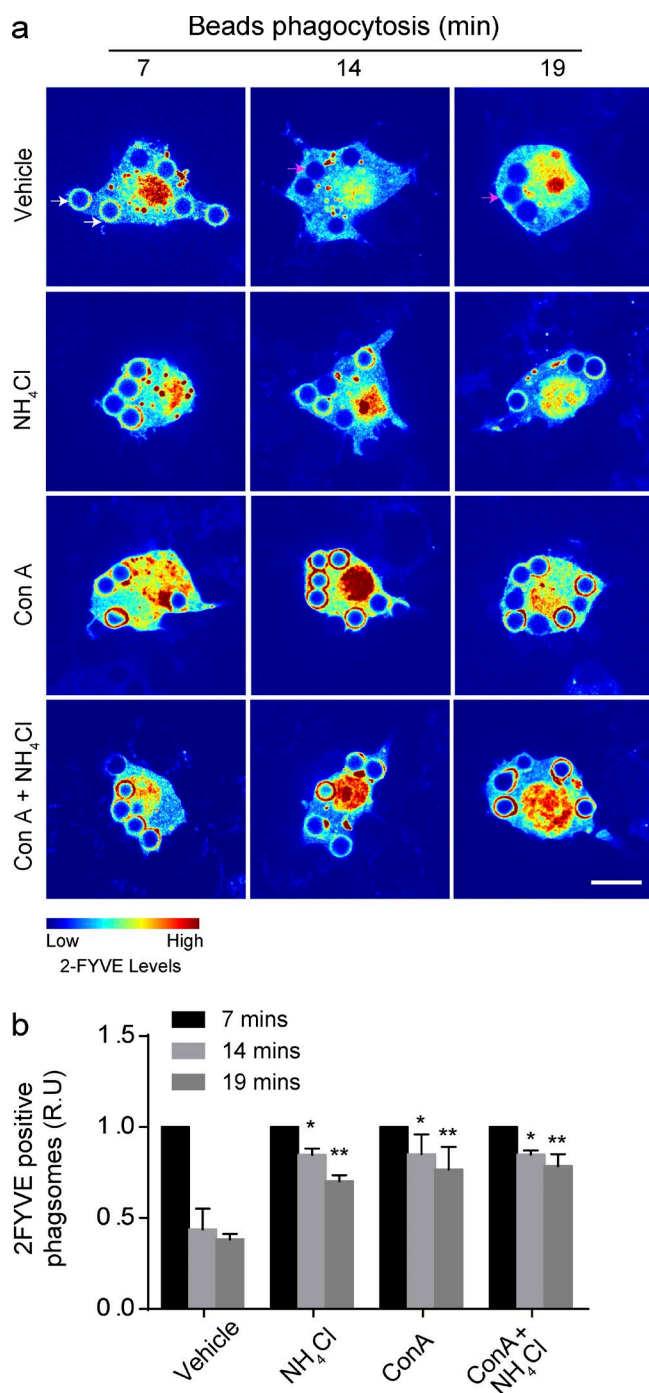 a
Beads phagocytosis (min)
7 14 19
Vehicle
NH₄Cl
Con A
Con A + NH₄Cl
Low High
2-FYVE Levels
b
7 mins
14 mins
19 mins
2FYVE positive
phagsomes (R.U)
1.5
1.0
0.5
0.0
* **
* **
* **
Vehicle
NH₄Cl
ConA
ConA+
NH₄Cl